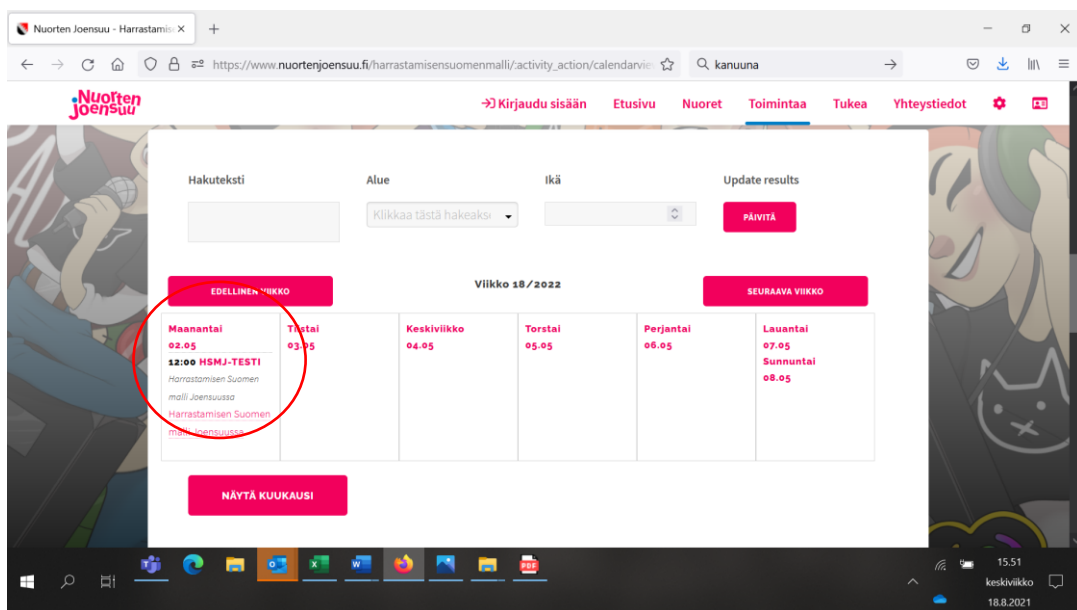 Nuorten Joensuu - Harrastamis
https://www.nuortenjoensuu.fi/harrastamisensuomenmalli/:activity_action/calendarvie
kanuuna
Nuorten
Joensuu
Kirjaudu sisään Etusivu Nuoret Toimintaa Tukea Yhteystiedot
Hakuteksti Alue Ikä Update results
Klikkaa tästä hakeaks
PÄIVITÄ
EDELLINEN VIIKKO Viikko 18/2022 SEURAAVA VIIKKO
Maanantai Tiistai Keskiviikko Torstai Perjantai Lauantai
02.05 03.05 04.05 05.05 06.05 07.05
12:00 HSMJ-TESTI Sunnuntai
Harrastamisen Suomen 08.05
malli Joensuussa
Harrastamisen Suomen
malli Joensuussa
NÄYTÄ KUUKAUSI
PDF
15.51
keskiviikko
18.8.2021